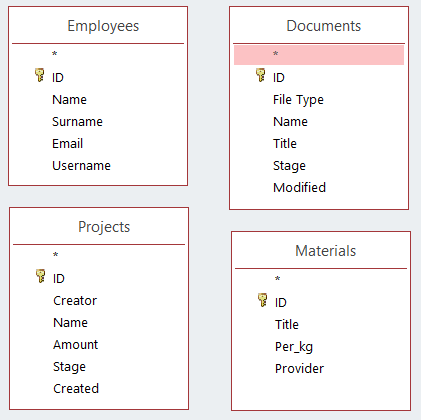 Employees
*
ID
Name
Surname
Email
Username
Documents
*
ID
File Type
Name
Title
Stage
Modified
Projects
*
ID
Creator
Name
Amount
Stage
Created
Materials
*
ID
Title
Per_kg
Provider